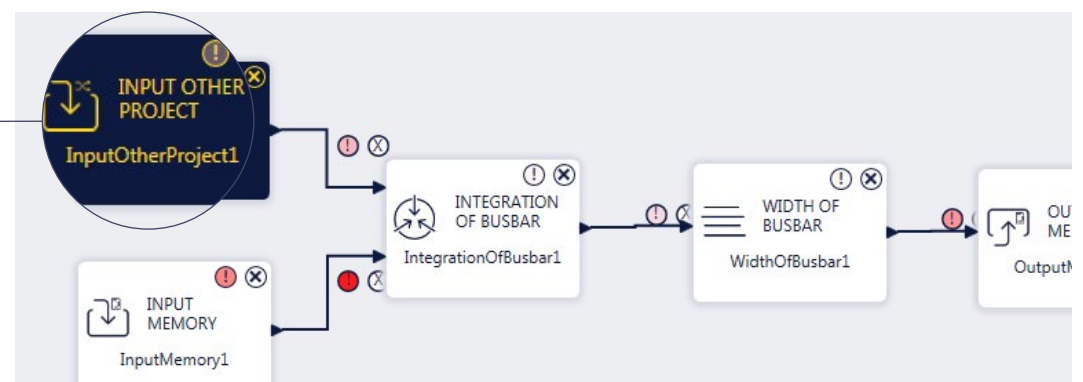 INPUT OTHER
PROJECT
InputOtherProject1
INTEGRATION
OF BUSBAR
IntegrationOfBusbar1
WIDTH OF
BUSBAR
WidthOfBusbar1
INPUT
MEMORY
InputMemory1